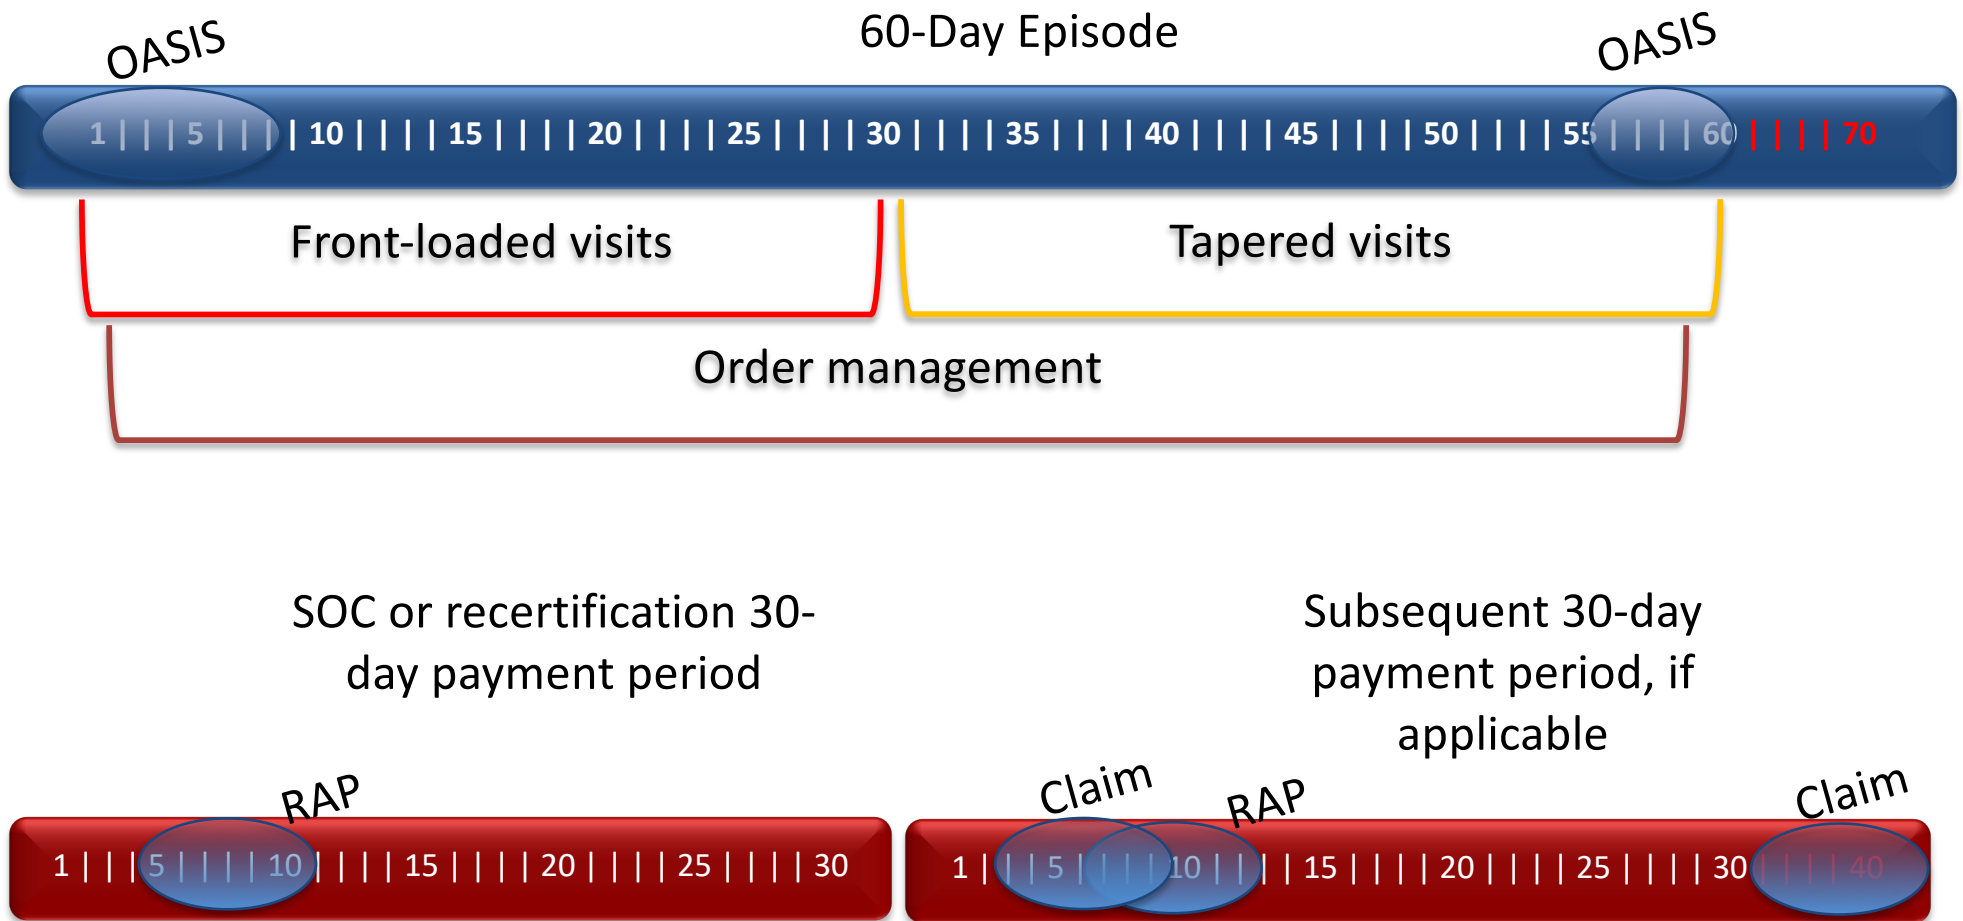 60-Day Episode
OASIS
OASIS
1 | | | 5 | | | | 10 | | | | 15 | | | | 20 | | | | 25 | | | | 30 | | | | 35 | | | | 40 | | | | 45 | | | | 50 | | | | 55 | | | | 60 | | | | 70
Front-loaded visits
Tapered visits
Order management
SOC or recertification 30-
day payment period
Subsequent 30-day
payment period, if
applicable
RAP
Claim
RAP
Claim
1 | | | 5 | | | | 10 | | | | 15 | | | | 20 | | | | 25 | | | | 30
1 | | | 5 | | | | 10 | | | | 15 | | | | 20 | | | | 25 | | | | 30 | | | | 40